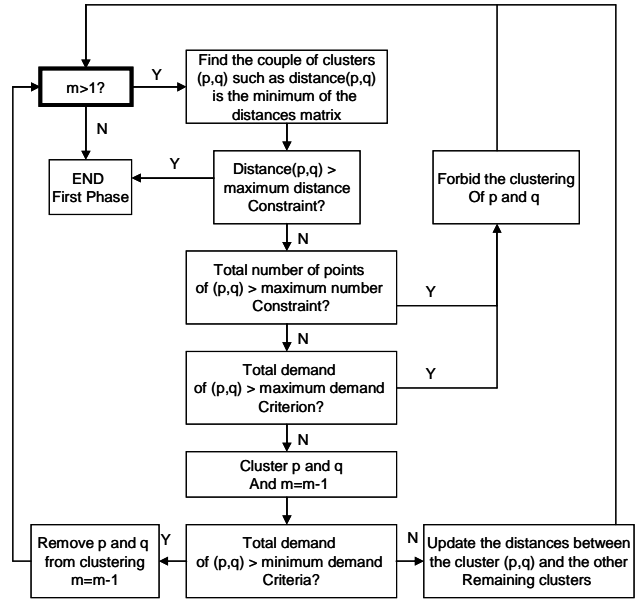 m>1?
Y
Find the couple of clusters
(p,q) such as distance(p,q)
is the minimum of the
distances matrix
N
END
First Phase
Y
Distance(p,q) >
maximum distance
Constraint?
Forbid the clustering
Of p and q
N
Total number of points
of (p,q) > maximum number
Constraint?
Y
N
Total demand
of (p,q) > maximum demand
Criterion?
Y
N
Cluster p and q
And m=m-1
Remove p and q
from clustering
m=m-1
Y
Total demand
of (p,q) > minimum demand
Criteria?
N
Update the distances between
the cluster (p,q) and the other
Remaining clusters